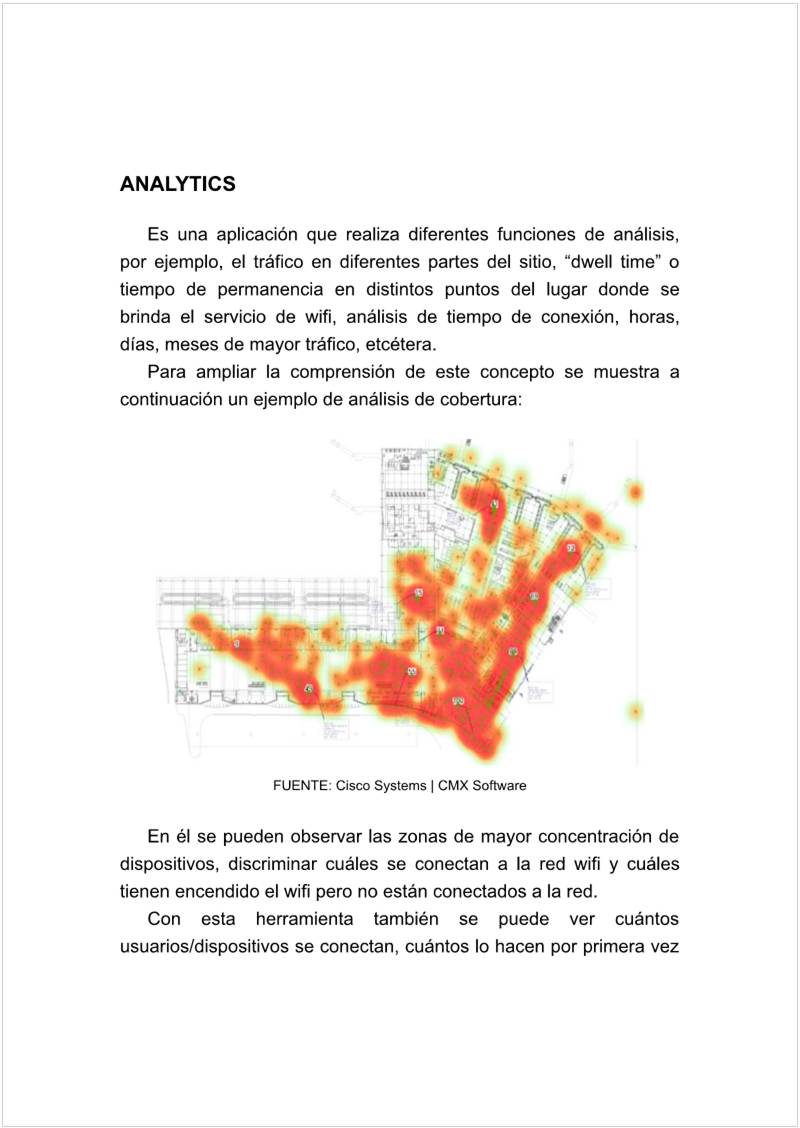 ANALYTICS
Es una aplicación que realiza diferentes funciones de análisis,
por ejemplo, el tráfico en diferentes partes del sitio, “dwell time” o
tiempo de permanencia en distintos puntos del lugar donde se
brinda el servicio de wifi, análisis de tiempo de conexión, horas,
días, meses de mayor tráfico, etcétera.
Para ampliar la comprensión de este concepto se muestra a
continuación un ejemplo de análisis de cobertura:
FUENTE: Cisco Systems | CMX Software
En él se pueden observar las zonas de mayor concentración de
dispositivos, discriminar cuáles se conectan a la red wifi y cuáles
tienen encendido el wifi pero no están conectados a la red.
Con esta herramienta también se puede ver cuántos
usuarios/dispositivos se conectan, cuántos lo hacen por primera vez